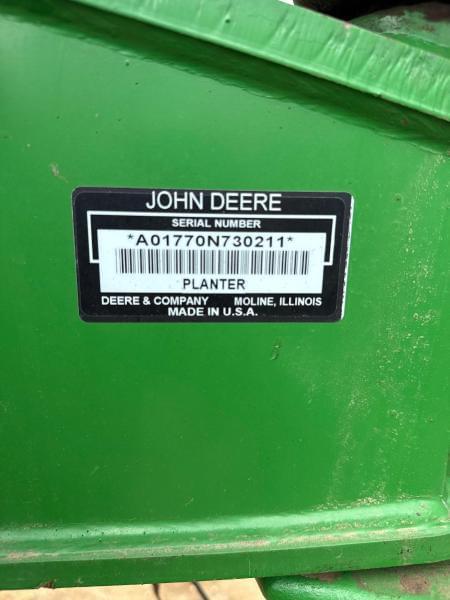 JOHN DEERE
SERIAL NUMBER
*A01770N730211*
PLANTER
DEERE & COMPANY MOLINE, ILLINOIS
MADE IN U.S.A.